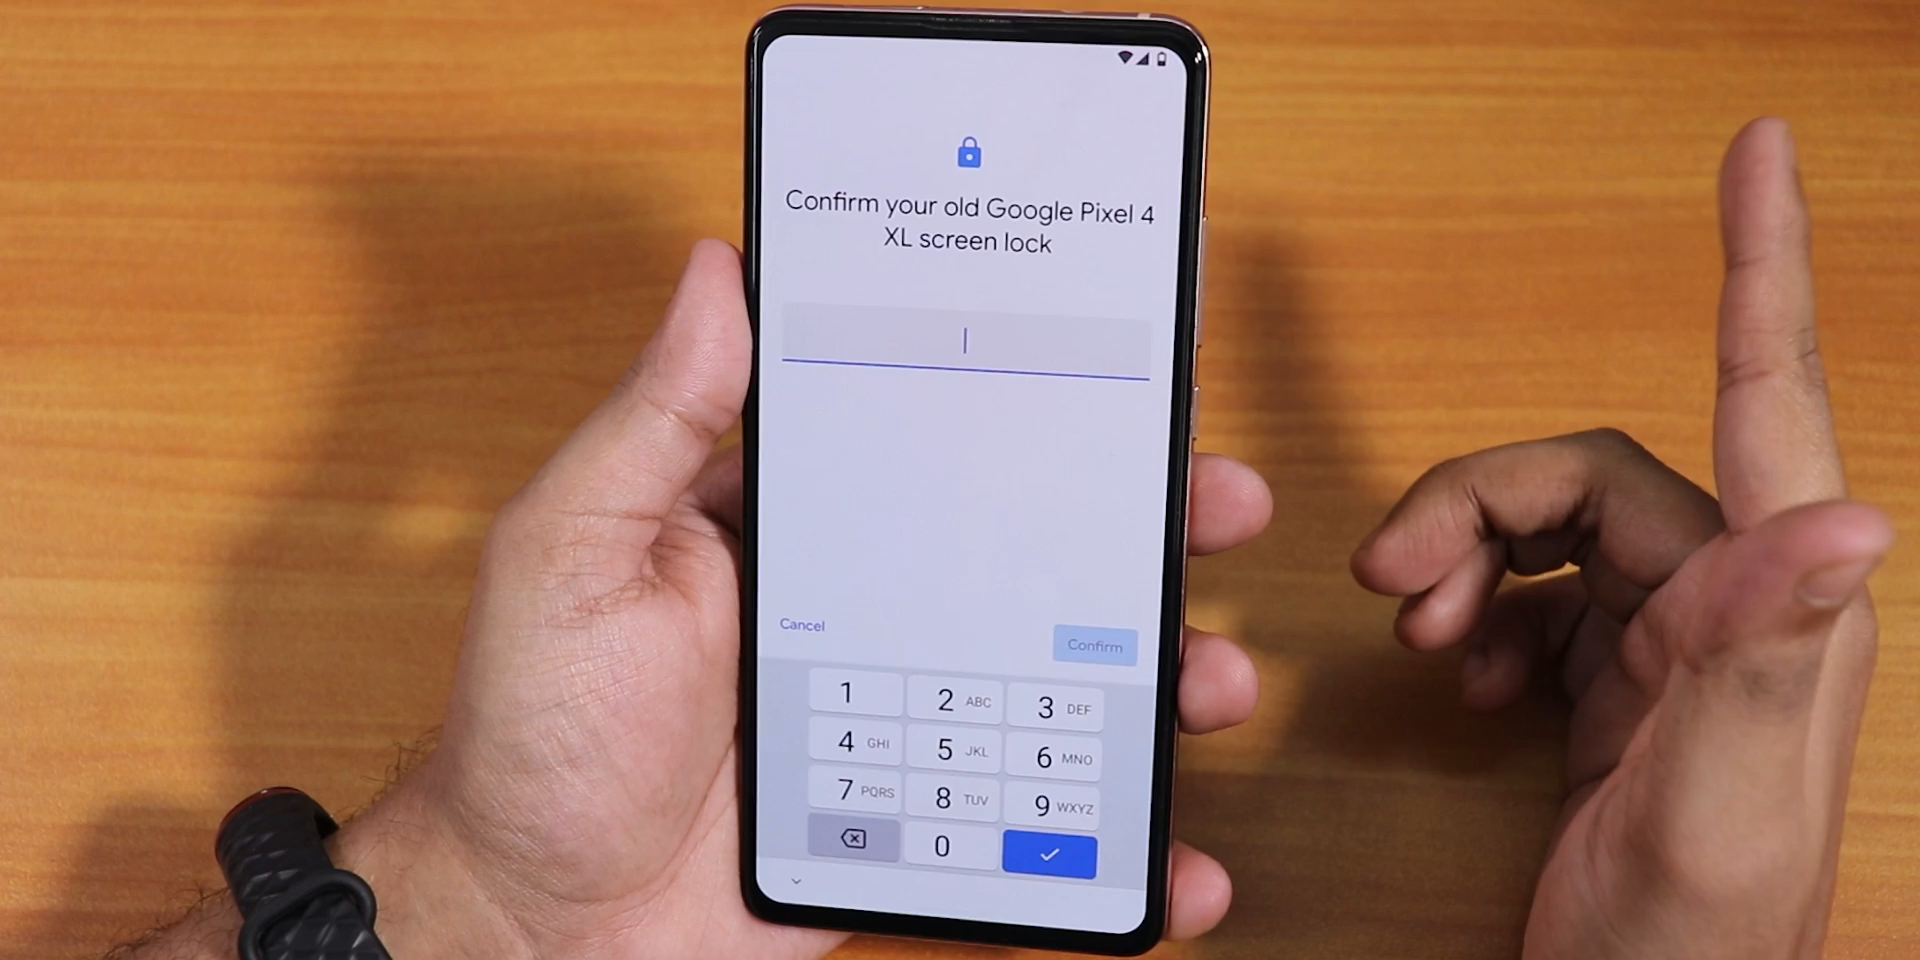 Confirm your old Google Pixel 4
XL screen lock
Cancel
Confirm
1
2 ABC
3 DEF
4 GHI
5 JKL
6 MNO
7 PQRS
8 TUV
9 WXYZ
0